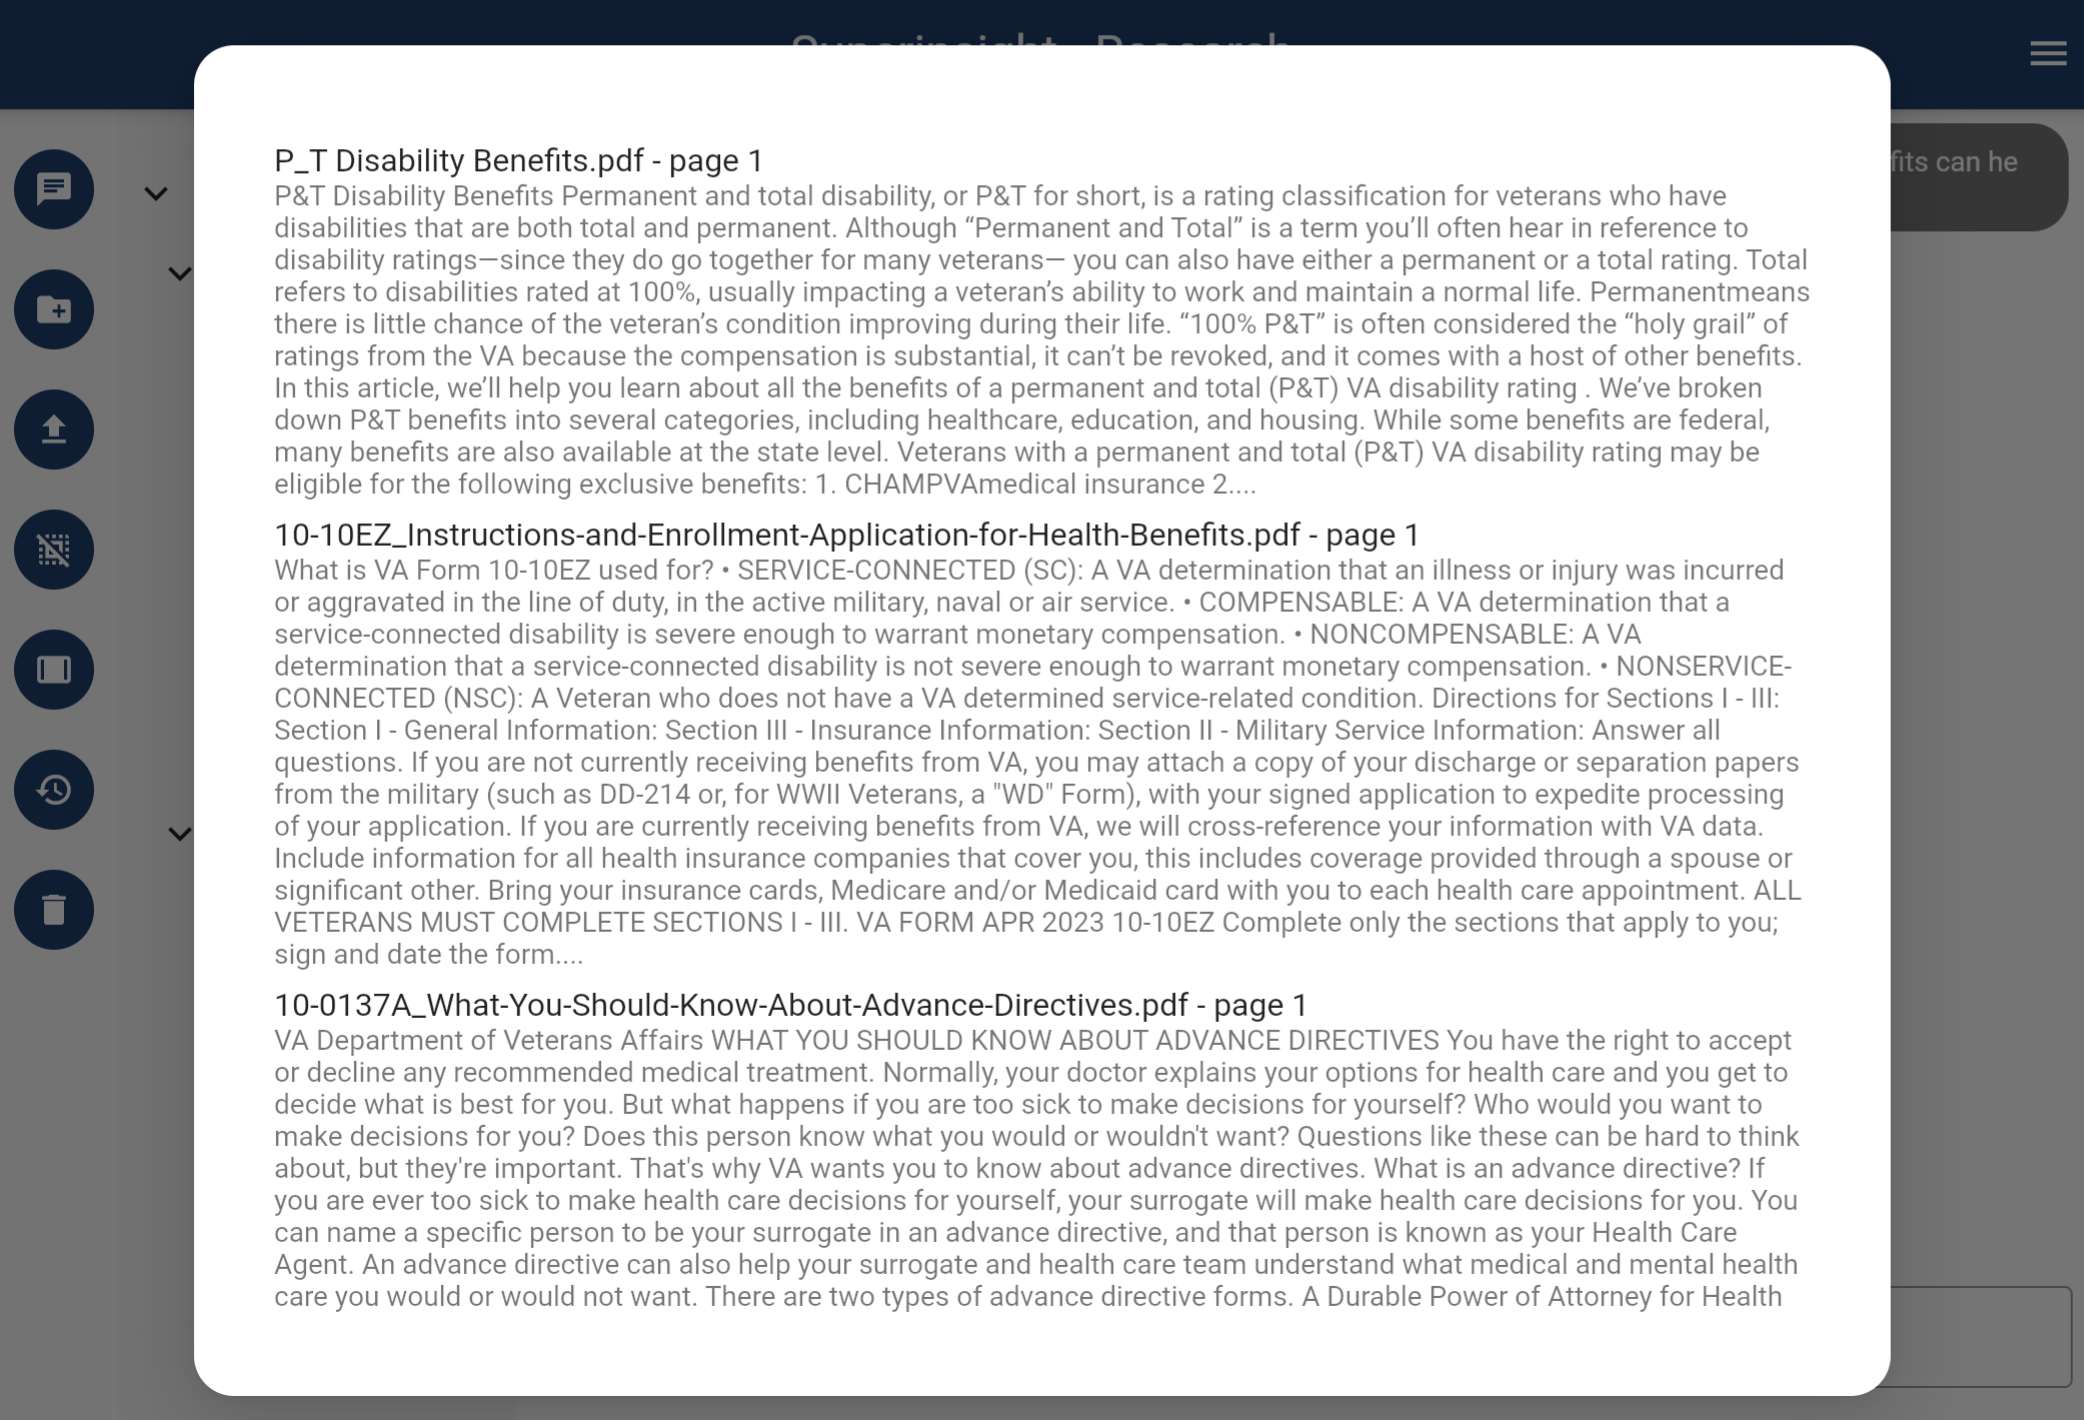 Superinsight - Research
fits can he
P_T Disability Benefits.pdf - page 1
P&T Disability Benefits Permanent and total disability, or P&T for short, is a rating classification for veterans who have
disabilities that are both total and permanent. Although “Permanent and Total” is a term you’ll often hear in reference to
disability ratings—since they do go together for many veterans— you can also have either a permanent or a total rating. Total
refers to disabilities rated at 100%, usually impacting a veteran’s ability to work and maintain a normal life. Permanentmeans
there is little chance of the veteran’s condition improving during their life. “100% P&T” is often considered the “holy grail” of
ratings from the VA because the compensation is substantial, it can’t be revoked, and it comes with a host of other benefits.
In this article, we’ll help you learn about all the benefits of a permanent and total (P&T) VA disability rating . We’ve broken
down P&T benefits into several categories, including healthcare, education, and housing. While some benefits are federal,
many benefits are also available at the state level. Veterans with a permanent and total (P&T) VA disability rating may be
eligible for the following exclusive benefits: 1. CHAMPVAmedical insurance 2....
10-10EZ_Instructions-and-Enrollment-Application-for-Health-Benefits.pdf - page 1
What is VA Form 10-10EZ used for? • SERVICE-CONNECTED (SC): A VA determination that an illness or injury was incurred
or aggravated in the line of duty, in the active military, naval or air service. • COMPENSABLE: A VA determination that a
service-connected disability is severe enough to warrant monetary compensation. • NONCOMPENSABLE: A VA
determination that a service-connected disability is not severe enough to warrant monetary compensation. • NONSERVICE-
CONNECTED (NSC): A Veteran who does not have a VA determined service-related condition. Directions for Sections I - III:
Section I - General Information: Section III - Insurance Information: Section II - Military Service Information: Answer all
questions. If you are not currently receiving benefits from VA, you may attach a copy of your discharge or separation papers
from the military (such as DD-214 or, for WWII Veterans, a "WD" Form), with your signed application to expedite processing
of your application. If you are currently receiving benefits from VA, we will cross-reference your information with VA data.
Include information for all health insurance companies that cover you, this includes coverage provided through a spouse or
significant other. Bring your insurance cards, Medicare and/or Medicaid card with you to each health care appointment. ALL
VETERANS MUST COMPLETE SECTIONS I - III. VA FORM APR 2023 10-10EZ Complete only the sections that apply to you;
sign and date the form....
10-0137A_What-You-Should-Know-About-Advance-Directives.pdf - page 1
VA Department of Veterans Affairs WHAT YOU SHOULD KNOW ABOUT ADVANCE DIRECTIVES You have the right to accept
or decline any recommended medical treatment. Normally, your doctor explains your options for health care and you get to
decide what is best for you. But what happens if you are too sick to make decisions for yourself? Who would you want to
make decisions for you? Does this person know what you would or wouldn't want? Questions like these can be hard to think
about, but they're important. That's why VA wants you to know about advance directives. What is an advance directive? If
you are ever too sick to make health care decisions for yourself, your surrogate will make health care decisions for you. You
can name a specific person to be your surrogate in an advance directive, and that person is known as your Health Care
Agent. An advance directive can also help your surrogate and health care team understand what medical and mental health
care you would or would not want. There are two types of advance directive forms. A Durable Power of Attorney for Health